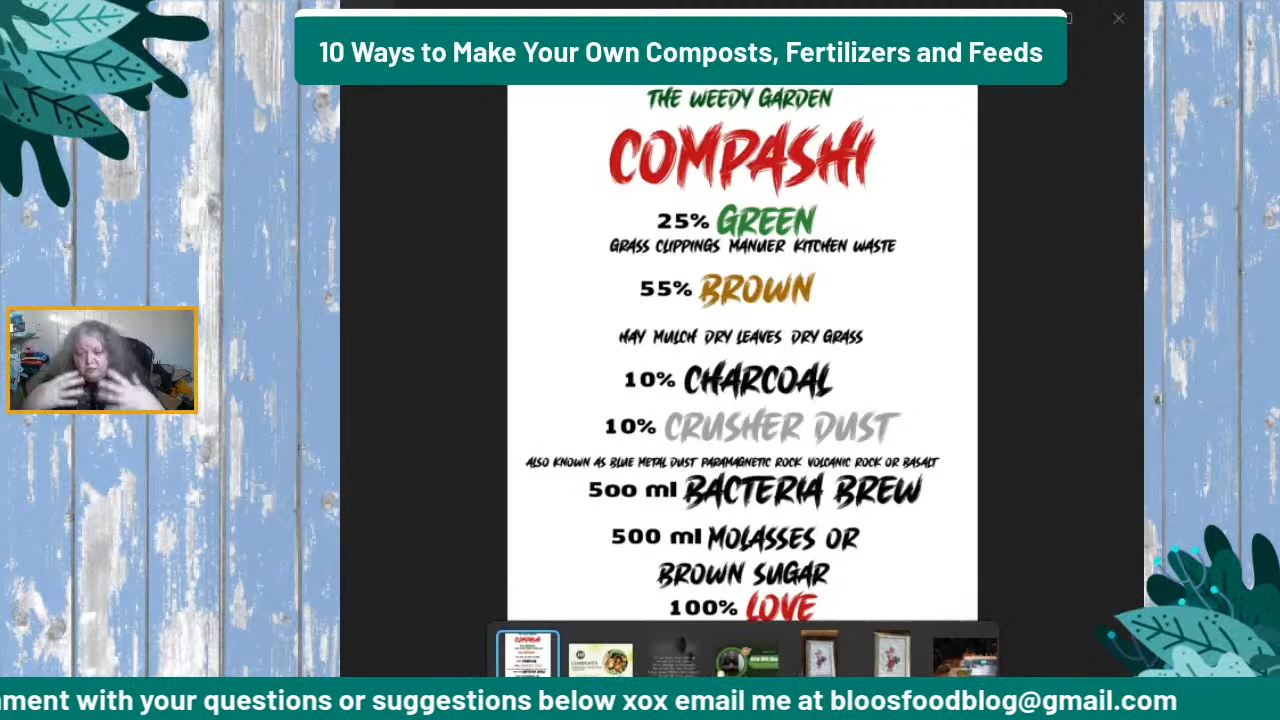 10 Ways to Make Your Own Composts, Fertilizers and Feeds
THE WEEDY GARDEN
COMPASHI
25% GREEN
GRASS CLIPPINGS MANUER KITCHEN WASTE
55% BROWN
HAY MULCH DRY LEAVES DRY GRASS
10% CHARCOAL
10% CRUSHER DUST
ALSO KNOWN AS BLUE METAL DUST PARAMAGNETIC ROCK VOLCANIC ROCK OR BASALT
500 ml BACTERIA BREW
500 ml MOLASSES OR
BROWN SUGAR
100% LOVE
COMPASHI
COMPOSTS
mment with your questions or suggestions below xox email me at bloosfoodblog@gmail.com